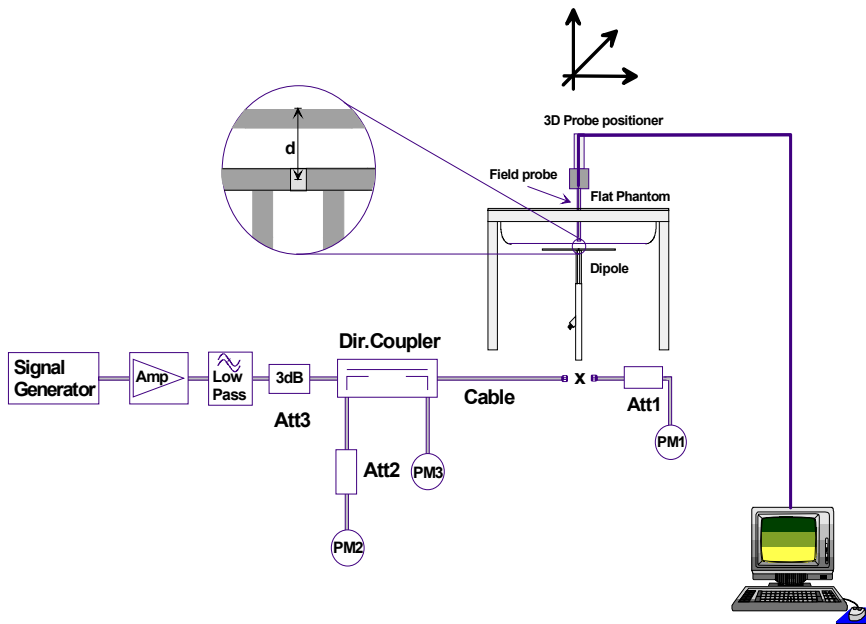 3D Probe positioner
d
Field probe
Flat Phantom
Dipole
Dir.Coupler
Signal
Generator
Amp
Low
Pass
3dB
Att3
Cable
X
Att1
PM1
Att2
PM3
PM2